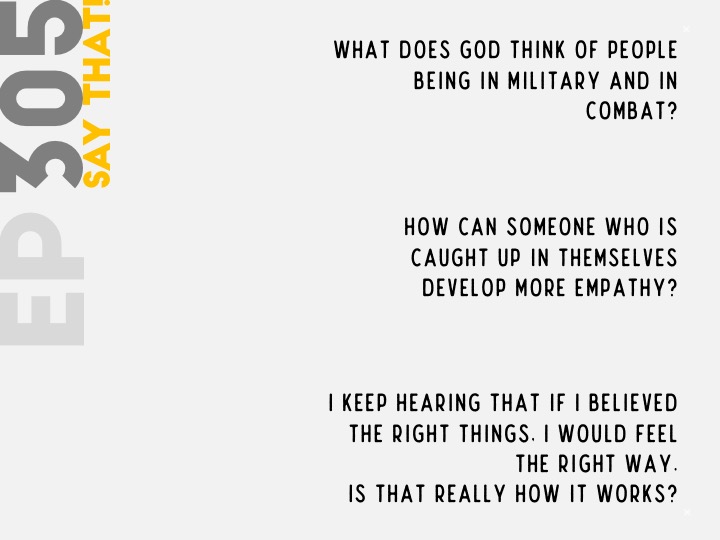 EP 305
SAY THAT!
WHAT DOES GOD THINK OF PEOPLE
BEING IN MILITARY AND IN
COMBAT?
HOW CAN SOMEONE WHO IS
CAUGHT UP IN THEMSELVES
DEVELOP MORE EMPATHY?
I KEEP HEARING THAT IF I BELIEVED
THE RIGHT THINGS, I WOULD FEEL
THE RIGHT WAY.
IS THAT REALLY HOW IT WORKS?